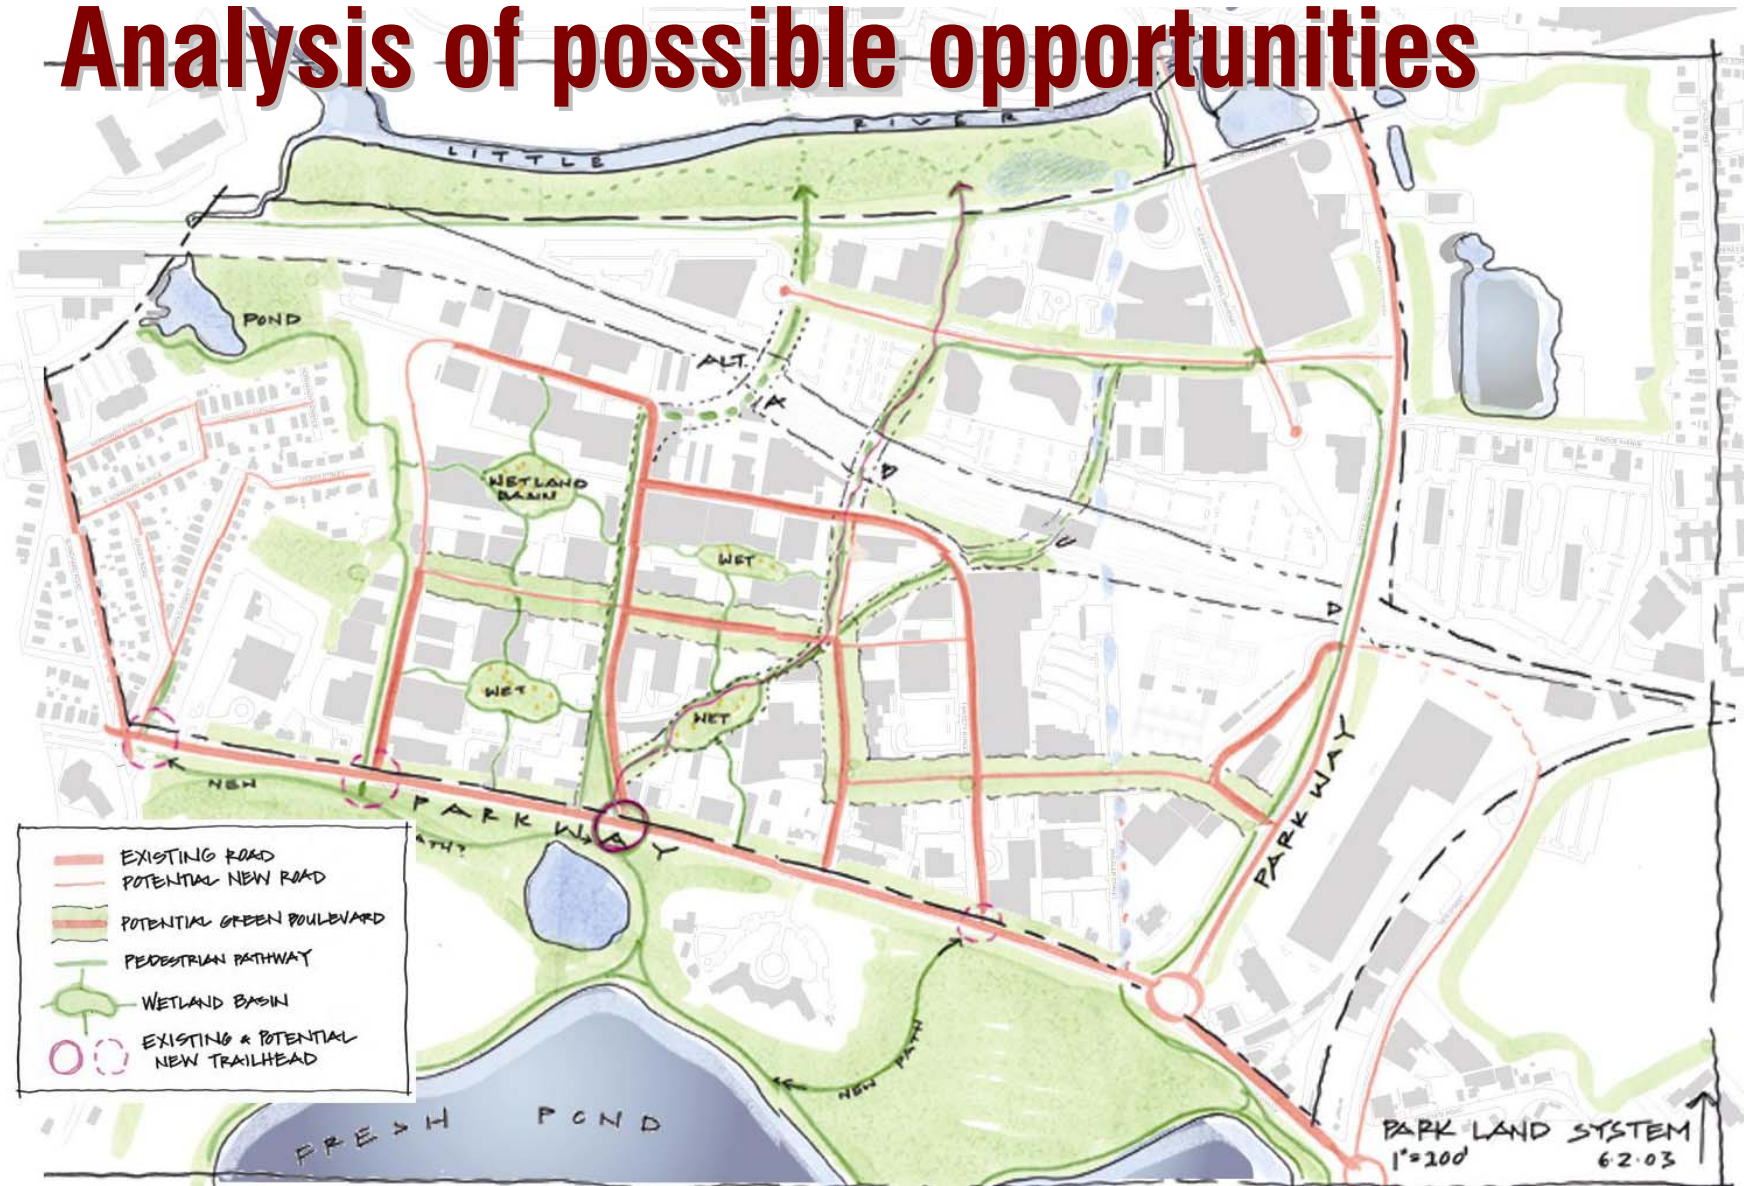 Analysis of possible opportunities
LITTLE RIVER
POND
ALT.
A
WETLAND
BASIN
B
WET
C
D
WET
WET
NEW
PARKWAY
PARKWAY
EXISTING ROAD
POTENTIAL NEW ROAD
POTENTIAL GREEN BOULEVARD
PEDESTRIAN PATHWAY
WETLAND BASIN
EXISTING & POTENTIAL
NEW TRAILHEAD
NEW PATH
FRESH POND
PARK LAND SYSTEM
1"=200'
6·2·03